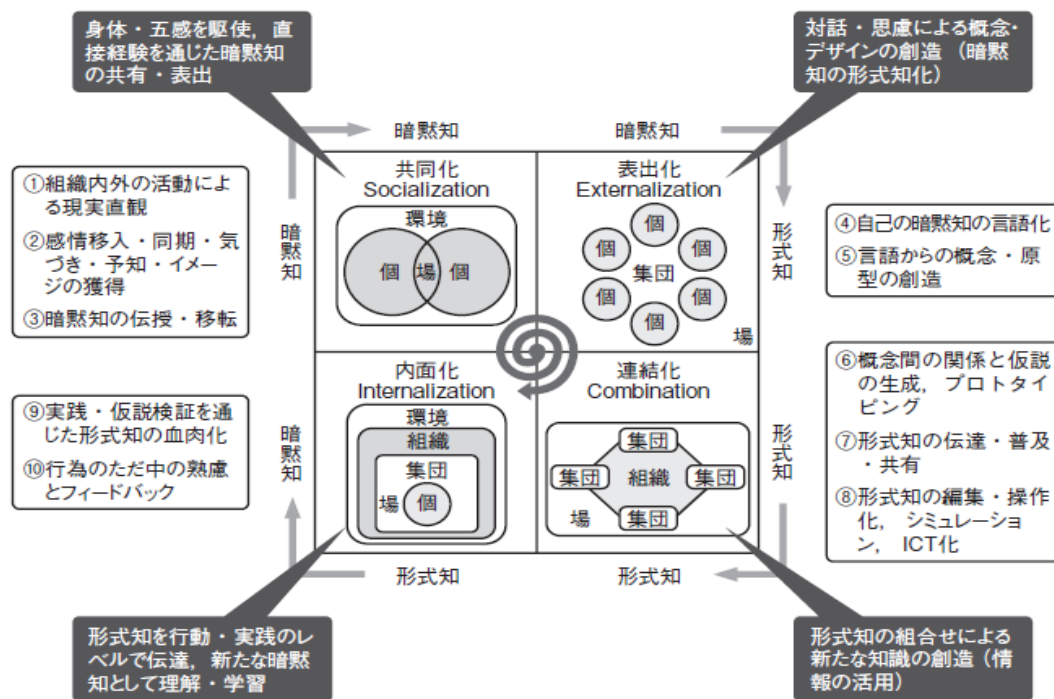 身体・五感を駆使，直
接経験を通じた暗黙知
の共有・表出
対話・思慮による概念・
デザインの創造（暗黙
知の形式知化）
暗黙知
暗黙知
①組織内外の活動によ
る現実直観
②感情移入・同期・気
づき・予知・イメー
ジの獲得
③暗黙知の伝授・移転
暗黙知
共同化
Socialization
環境
個
場
個
表出化
Externalization
個
個
個
集団
個
個
個
場
形式知
④自己の暗黙知の言語化
⑤言語からの概念・原
型の創造
⑨実践・仮説検証を通
じた形式知の血肉化
⑩行為のただ中の熟慮
とフィードバック
暗黙知
内面化
Internalization
環境
組織
集団
場
個
連結化
Combination
集団
集団
組織
集団
場
集団
形式知
⑥概念間の関係と仮説
の生成，プロトタイ
ピング
⑦形式知の伝達・普及
・共有
⑧形式知の編集・操作
化，シミュレーショ
ン，ICT化
形式知
形式知
形式知を行動・実践のレ
ベルで伝達，新たな暗黙
知として理解・学習
形式知の組合せによる
新たな知識の創造（情
報の活用）